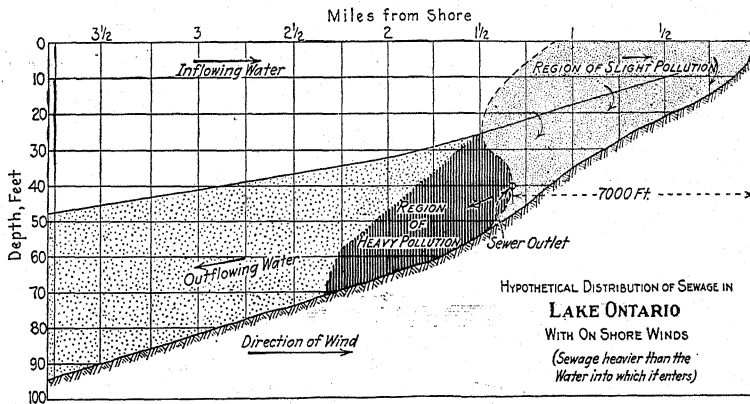 Miles from Shore
3½ 3 2½ 2 1½ 1 ½
Depth, Feet
0
10
20
30
40
50
60
70
80
90
100
Inflowing Water
REGION OF SLIGHT POLLUTION
7000 Ft.
REGION
OF
HEAVY POLLUTION
Sewer Outlet
Outflowing Water
Direction of Wind
HYPOTHETICAL DISTRIBUTION OF SEWAGE IN
LAKE ONTARIO
WITH ON SHORE WINDS
(Sewage heavier than the
Water into which it enters)